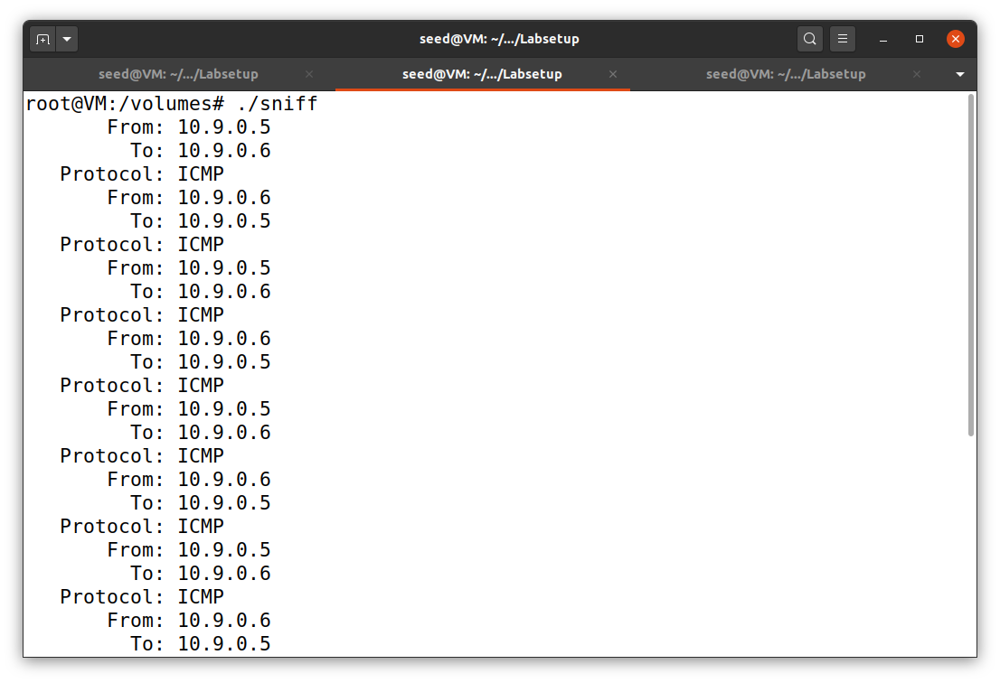 seed@VM: ~/.../Labsetup
seed@VM: ~/.../Labsetup seed@VM: ~/.../Labsetup seed@VM: ~/.../Labsetup
root@VM:/volumes# ./sniff
From: 10.9.0.5
To: 10.9.0.6
Protocol: ICMP
From: 10.9.0.6
To: 10.9.0.5
Protocol: ICMP
From: 10.9.0.5
To: 10.9.0.6
Protocol: ICMP
From: 10.9.0.6
To: 10.9.0.5
Protocol: ICMP
From: 10.9.0.5
To: 10.9.0.6
Protocol: ICMP
From: 10.9.0.6
To: 10.9.0.5
Protocol: ICMP
From: 10.9.0.5
To: 10.9.0.6
Protocol: ICMP
From: 10.9.0.6
To: 10.9.0.5